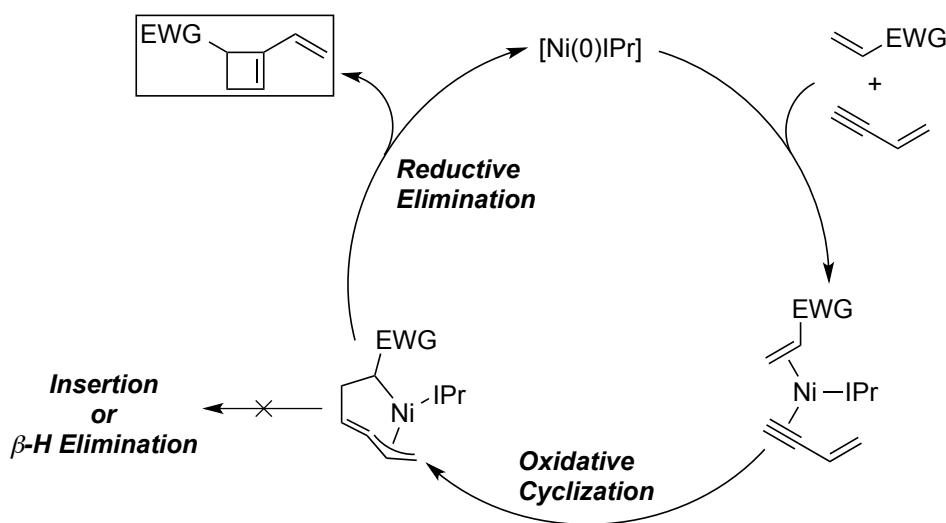 EWG
[Ni(0)IPr]
EWG
+
Reductive
Elimination
EWG
Ni
IPr
EWG
Ni
IPr
Insertion
or
β-H Elimination
Oxidative
Cyclization